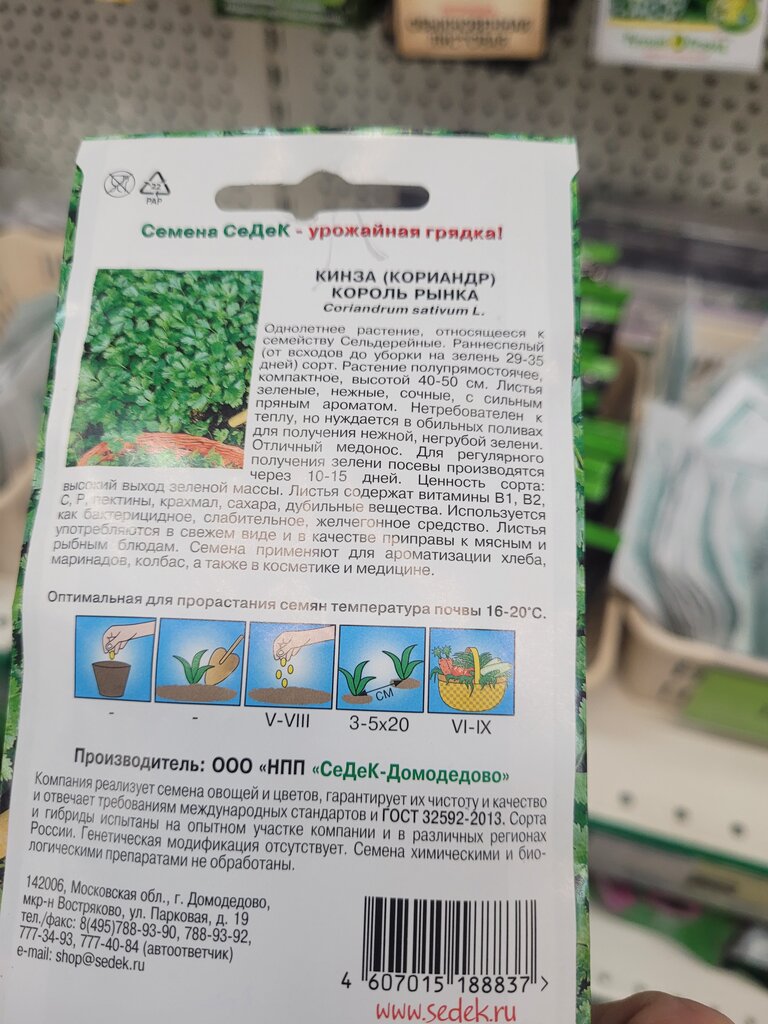 22
PAP
Семена СеДеК - урожайная грядка!
КИНЗА (КОРИАНДР)
КОРОЛЬ РЫНКА
Coriandrum sativum L.
Однолетнее растение, относящееся к
семейству Сельдерейные. Раннеспелый
(от всходов до уборки на зелень 29-35
дней) сорт. Растение полупрямостоячее,
компактное, высотой 40-50 см. Листья
зеленые, нежные, сочные, с сильным
пряным ароматом. Нетребователен к
теплу, но нуждается в обильных поливах
для получения нежной, негрубой зелени.
Отличный медонос. Для регулярного
получения зелени посевы производятся
через 10-15 дней. Ценность сорта:
высокий выход зеленой массы. Листья содержат витамины В1, В2,
С, Р, пектины, крахмал, сахара, дубильные вещества. Используется
как бактерицидное, слабительное, желчегонное средство. Листья
употребляются в свежем виде и в качестве приправы к мясным и
рыбным блюдам. Семена применяют для ароматизации хлеба,
маринадов, колбас, а также в косметике и медицине.
Оптимальная для прорастания семян температура почвы 16-20°С.
СМ
- - V-VIII 3-5х20 VI-IX
Производитель: ООО «НПП «СеДеК-Домодедово»
Компания реализует семена овощей и цветов, гарантирует их чистоту и качество
и отвечает требованиям международных стандартов и ГОСТ 32592-2013. Сорта
и гибриды испытаны на опытном участке компании и в различных регионах
России. Генетическая модификация отсутствует. Семена химическими и био-
логическими препаратами не обработаны.
142006, Московская обл., г. Домодедово,
мкр-н Востряково, ул. Парковая, д. 19
тел./факс: 8(495)788-93-90, 788-93-92,
777-34-93, 777-40-84 (автоответчик)
e-mail: shop@sedek.ru
4 607015 188837 >
www.sedek.ru